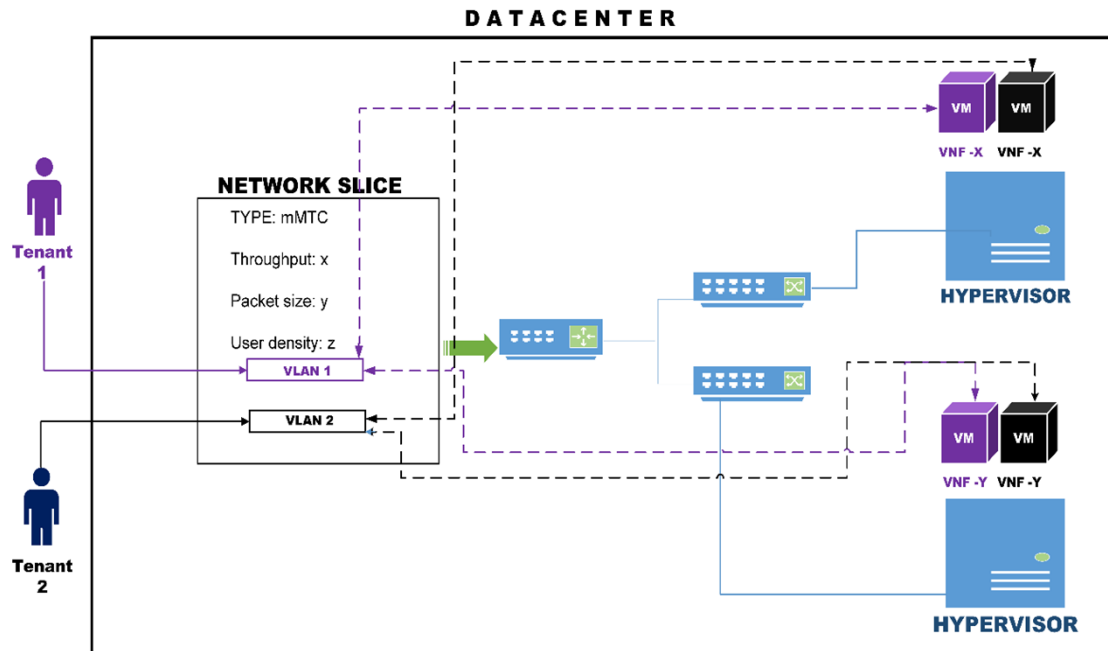 DATACENTER
VM
VM
VNF -X
VNF -X
NETWORK SLICE
TYPE: mMTC
Throughput: x
Packet size: y
User density: z
VLAN 1
VLAN 2
Tenant
1
HYPERVISOR
VM
VM
VNF -Y
VNF -Y
Tenant
2
HYPERVISOR